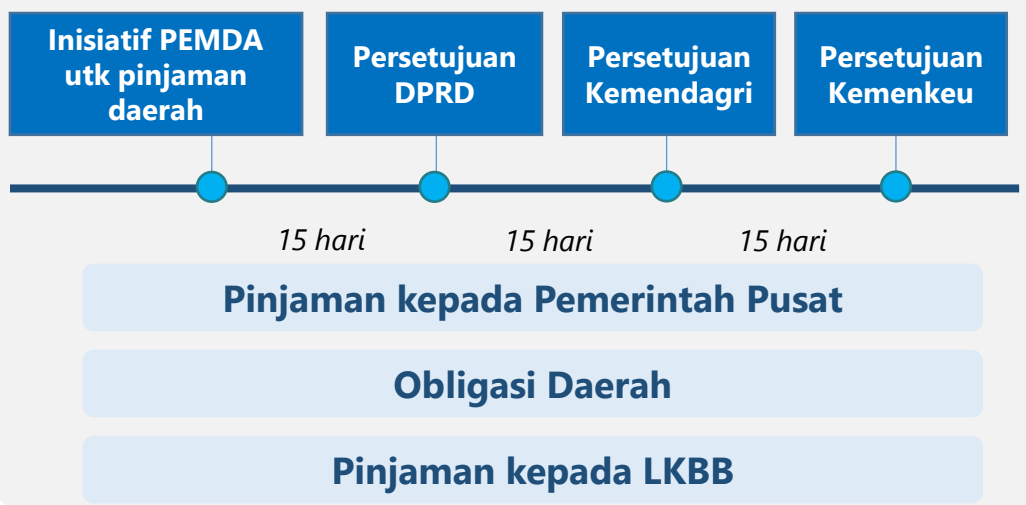 Inisiatif PEMDA
utk pinjaman
daerah
Persetujuan
DPRD
Persetujuan
Kemendagri
Persetujuan
Kemenkeu
15 hari
15 hari
15 hari
Pinjaman kepada Pemerintah Pusat
Obligasi Daerah
Pinjaman kepada LKBB